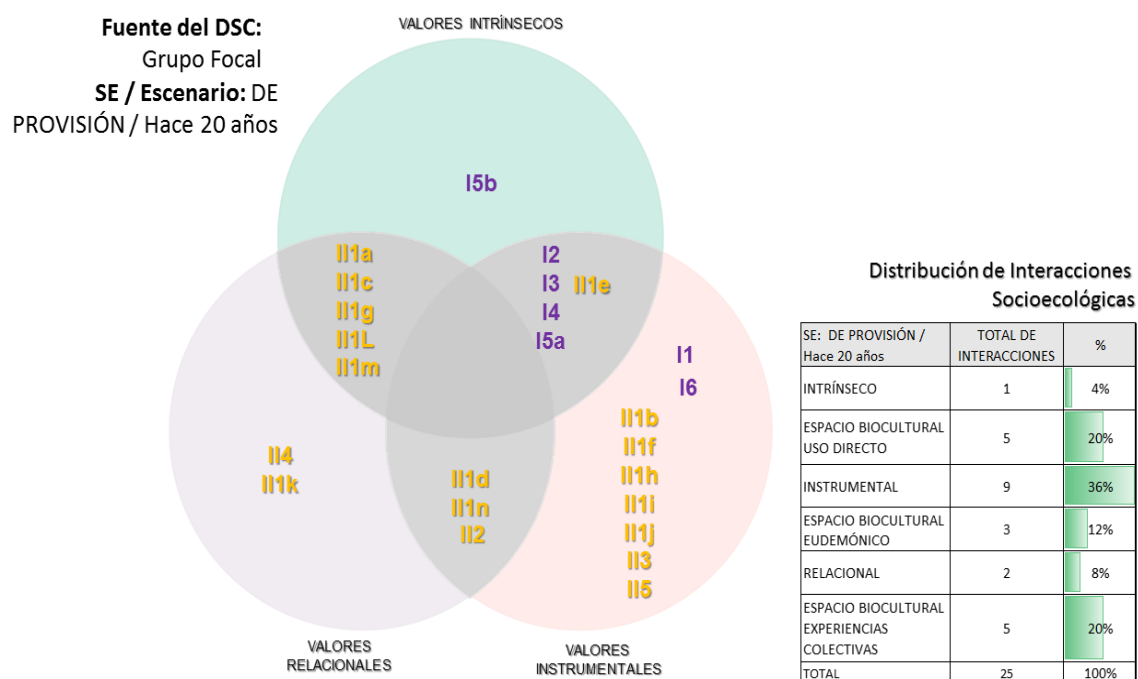 Fuente del DSC:
Grupo Focal
SE / Escenario: DE
PROVISIÓN / Hace 20 años
VALORES INTRÍNSECOS
I5b
II1a
II1c
II1g
II1L
II1m
I2
I3
II1e
I4
I5a
I1
I6
II1b
II1f
II1h
II1i
II1j
II3
II5
II4
II1k
II1d
II1n
II2
VALORES
RELACIONALES
VALORES
INSTRUMENTALES
Distribución de Interacciones
Socioecológicas
SE: DE PROVISIÓN /
Hace 20 años
TOTAL DE
INTERACCIONES
%
INTRÍNSECO
1
4%
ESPACIO BIOCULTURAL
USO DIRECTO
5
20%
INSTRUMENTAL
9
36%
ESPACIO BIOCULTURAL
EUDEMÓNICO
3
12%
RELACIONAL
2
8%
ESPACIO BIOCULTURAL
EXPERIENCIAS
COLECTIVAS
5
20%
TOTAL
25
100%